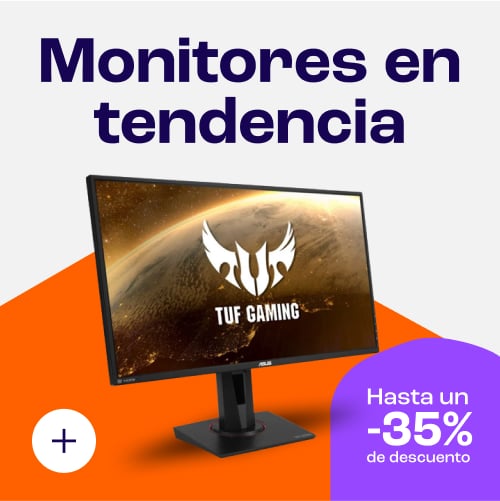 Monitores en
tendencia
TUF GAMING
ASUS
Hasta un
-35%
de descuento
+